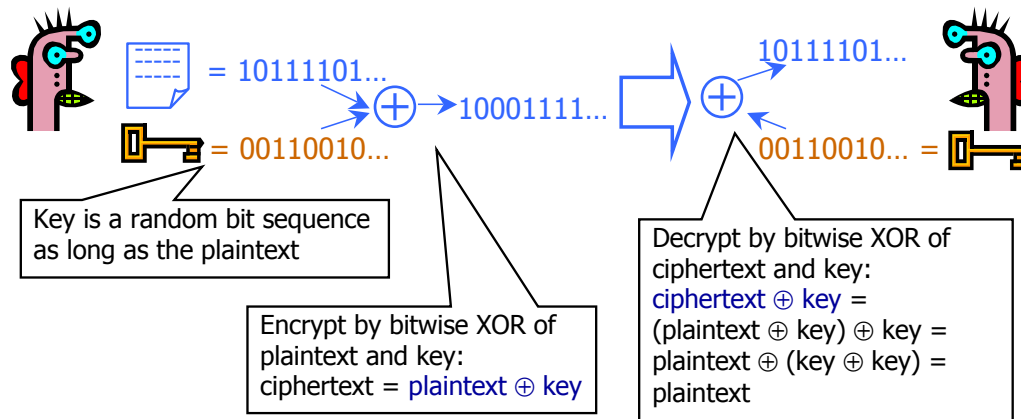 = 10111101...
10001111...
= 00110010...
10111101...
00110010... =
Key is a random bit sequence
as long as the plaintext
Encrypt by bitwise XOR of
plaintext and key:
ciphertext = plaintext ⊕ key
Decrypt by bitwise XOR of
ciphertext and key:
ciphertext ⊕ key =
(plaintext ⊕ key) ⊕ key =
plaintext ⊕ (key ⊕ key) =
plaintext